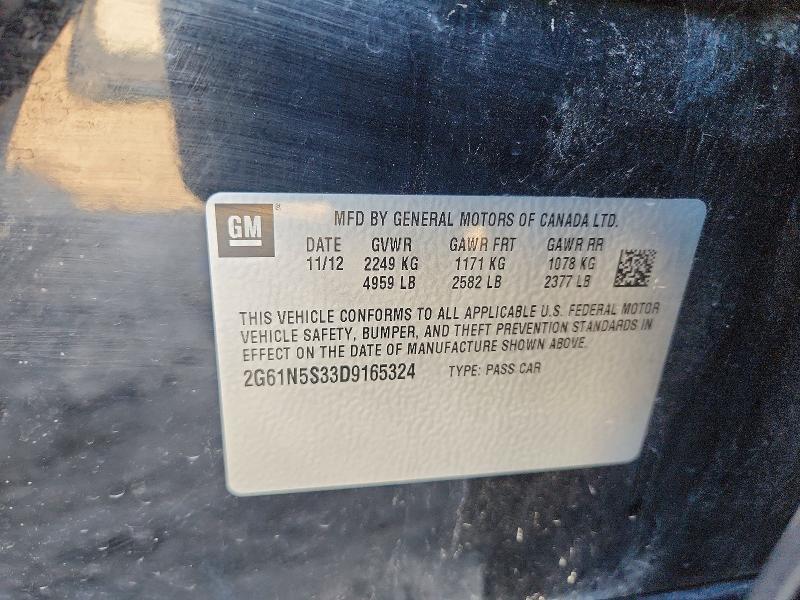 GM® MFD BY GENERAL MOTORS OF CANADA LTD.
DATE GVWR GAWR FRT GAWR RR
11/12 2249 KG 1171 KG 1078 KG
4959 LB 2582 LB 2377 LB
THIS VEHICLE CONFORMS TO ALL APPLICABLE U.S. FEDERAL MOTOR
VEHICLE SAFETY, BUMPER, AND THEFT PREVENTION STANDARDS IN
EFFECT ON THE DATE OF MANUFACTURE SHOWN ABOVE.
2G61N5S33D9165324 TYPE: PASS CAR